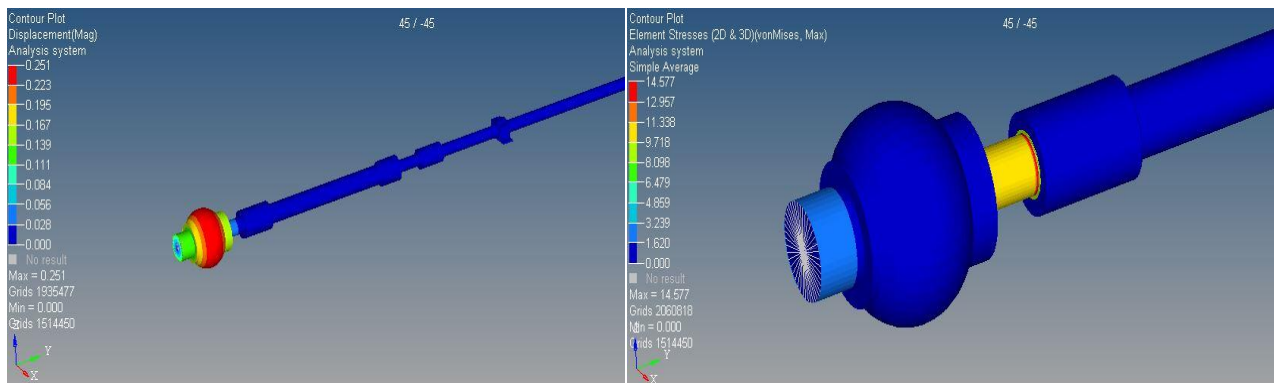 Contour Plot
Displacement(Mag)
Analysis system
45 / -45
0.251
0.223
0.195
0.167
0.139
0.111
0.084
0.056
0.028
0.000
No result
Max = 0.251
Grids 1935477
Min = 0.000
Grids 1514450
Z
Y
X
Contour Plot
Element Stresses (2D & 3D)(vonMises, Max)
Analysis system
Simple Average
45 / -45
14.577
12.957
11.338
9.718
8.098
6.479
4.859
3.239
1.620
0.000
No result
Max = 14.577
Grids 2060818
Min = 0.000
Grids 1514450
Z
Y
X